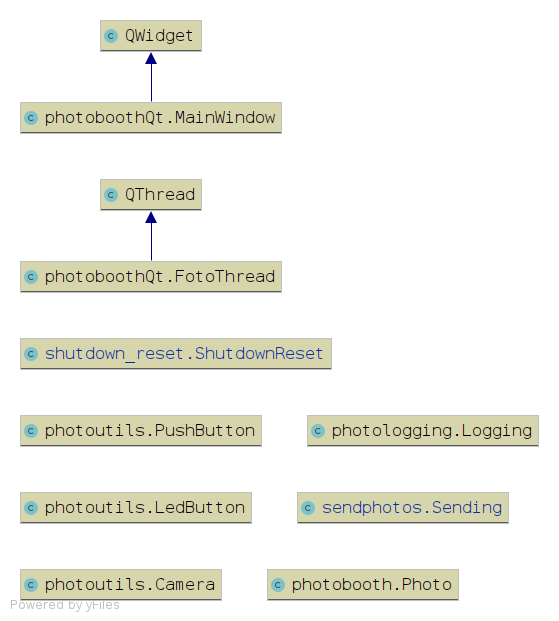 QWidget
photoboothQt.MainWindow
QThread
photoboothQt.FotoThread
shutdown_reset.ShutdownReset
photoutils.PushButton
photologging.Logging
photoutils.LedButton
sendphotos.Sending
photoutils.Camera
photobooth.Photo
Powered by yFiles